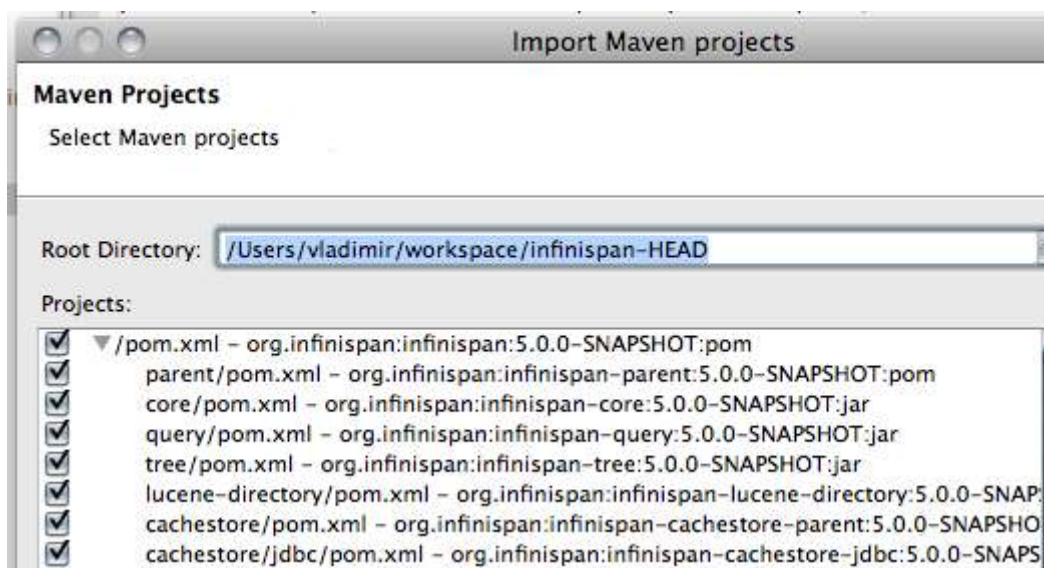 Import Maven projects
Maven Projects
Select Maven projects
Root Directory: /Users/vladimir/workspace/infinispan-HEAD
Projects:
/pom.xml - org.infinispan:infinispan:5.0.0-SNAPSHOT:pom
parent/pom.xml - org.infinispan:infinispan-parent:5.0.0-SNAPSHOT:pom
core/pom.xml - org.infinispan:infinispan-core:5.0.0-SNAPSHOT:jar
query/pom.xml - org.infinispan:infinispan-query:5.0.0-SNAPSHOT:jar
tree/pom.xml - org.infinispan:infinispan-tree:5.0.0-SNAPSHOT:jar
lucene-directory/pom.xml - org.infinispan:infinispan-lucene-directory:5.0.0-SNAP
cachestore/pom.xml - org.infinispan:infinispan-cachestore-parent:5.0.0-SNAPSHO
cachestore/jdbc/pom.xml - org.infinispan:infinispan-cachestore-jdbc:5.0.0-SNAPS